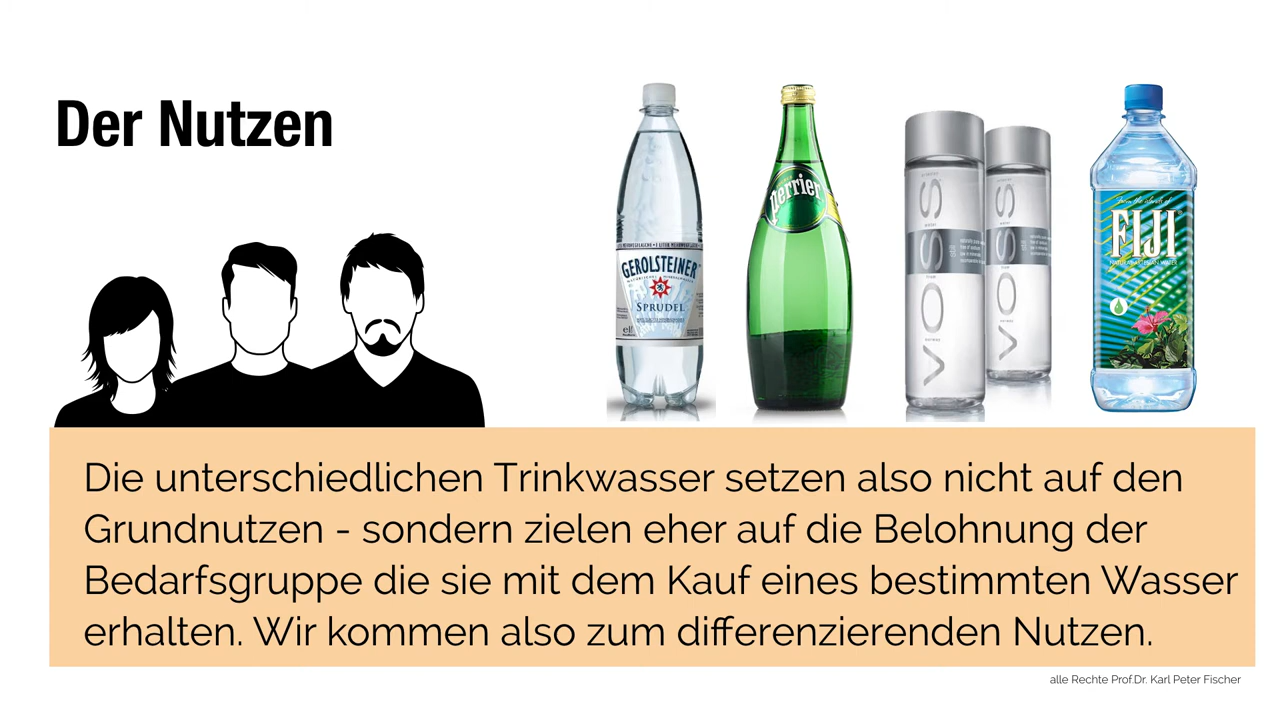 Der Nutzen
GEROLSTEINER
SPRUDEL
perrier
VOSS
VOSS
FIJI
Die unterschiedlichen Trinkwasser setzen also nicht auf den
Grundnutzen - sondern zielen eher auf die Belohnung der
Bedarfsgruppe die sie mit dem Kauf eines bestimmten Wasser
erhalten. Wir kommen also zum differenzierenden Nutzen.
alle Rechte Prof.Dr. Karl Peter Fischer